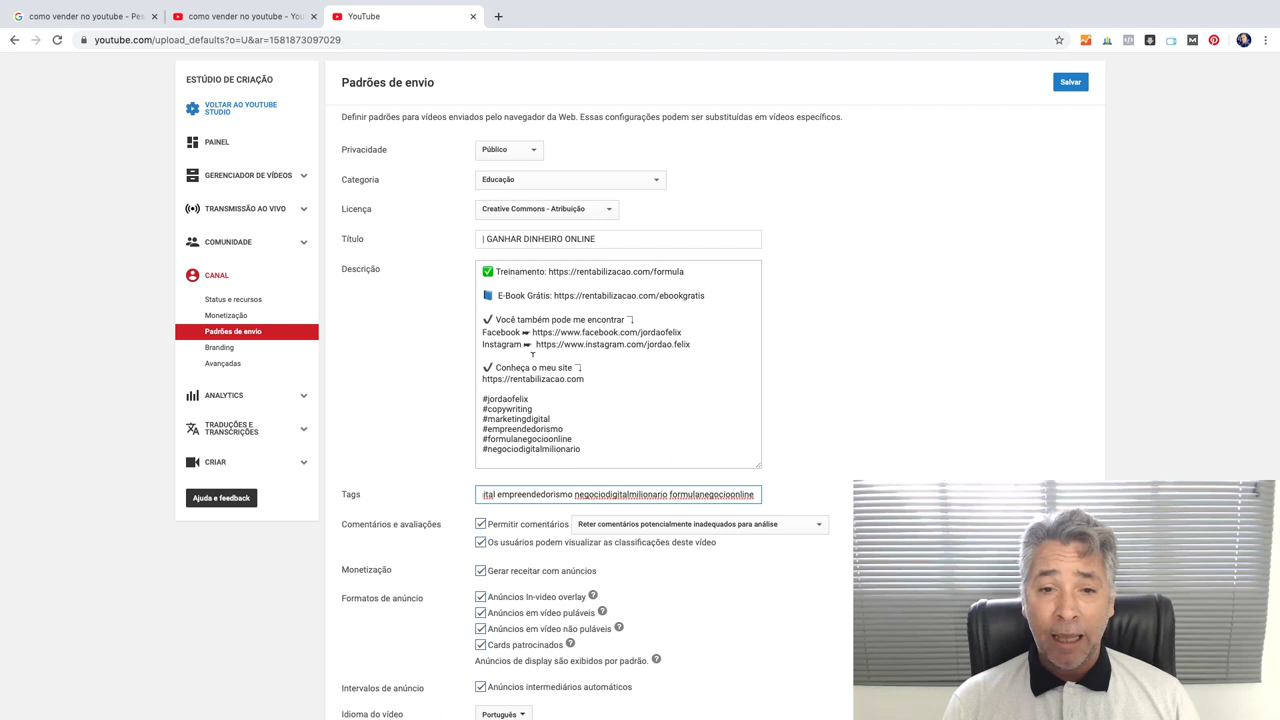 como vender no youtube - Pes
como vender no youtube - You
YouTube
youtube.com/upload_defaults?o=U&ar=1581873097029
ESTÚDIO DE CRIAÇÃO
VOLTAR AO YOUTUBE
STUDIO
PAINEL
GERENCIADOR DE VÍDEOS
TRANSMISSÃO AO VIVO
COMUNIDADE
CANAL
Status e recursos
Monetização
Padrões de envio
Branding
Avançadas
ANALYTICS
TRADUÇÕES E
TRANSCRIÇÕES
CRIAR
Ajuda e feedback
Padrões de envio
Salvar
Definir padrões para vídeos enviados pelo navegador da Web. Essas configurações podem ser substituídas em vídeos específicos.
Privacidade
Público
Categoria
Educação
Licença
Creative Commons - Atribuição
Título
| GANHAR DINHEIRO ONLINE
Descrição
✅ Treinamento: https://rentabilizacao.com/formula
📘 E-Book Grátis: https://rentabilizacao.com/ebookgratis
✔ Você também pode me encontrar ⤵
Facebook ☛ https://www.facebook.com/jordaofelix
Instagram ☛ https://www.instagram.com/jordao.felix
✔ Conheça o meu site ⤵
https://rentabilizacao.com
#jordaofelix
#copywriting
#marketingdigital
#empreendedorismo
#formulanegocioonline
#negociodigitalmilionario
Tags
ital empreendedorismo negociodigitalmilionario formulanegocioonline
Comentários e avaliações
Permitir comentários
Reter comentários potencialmente inadequados para análise
Os usuários podem visualizar as classificações deste vídeo
Monetização
Gerar receitar com anúncios
Formatos de anúncio
Anúncios In-video overlay
Anúncios em vídeo puláveis
Anúncios em vídeo não puláveis
Cards patrocinados
Anúncios de display são exibidos por padrão.
Intervalos de anúncio
Anúncios intermediários automáticos
Idioma do vídeo
Português